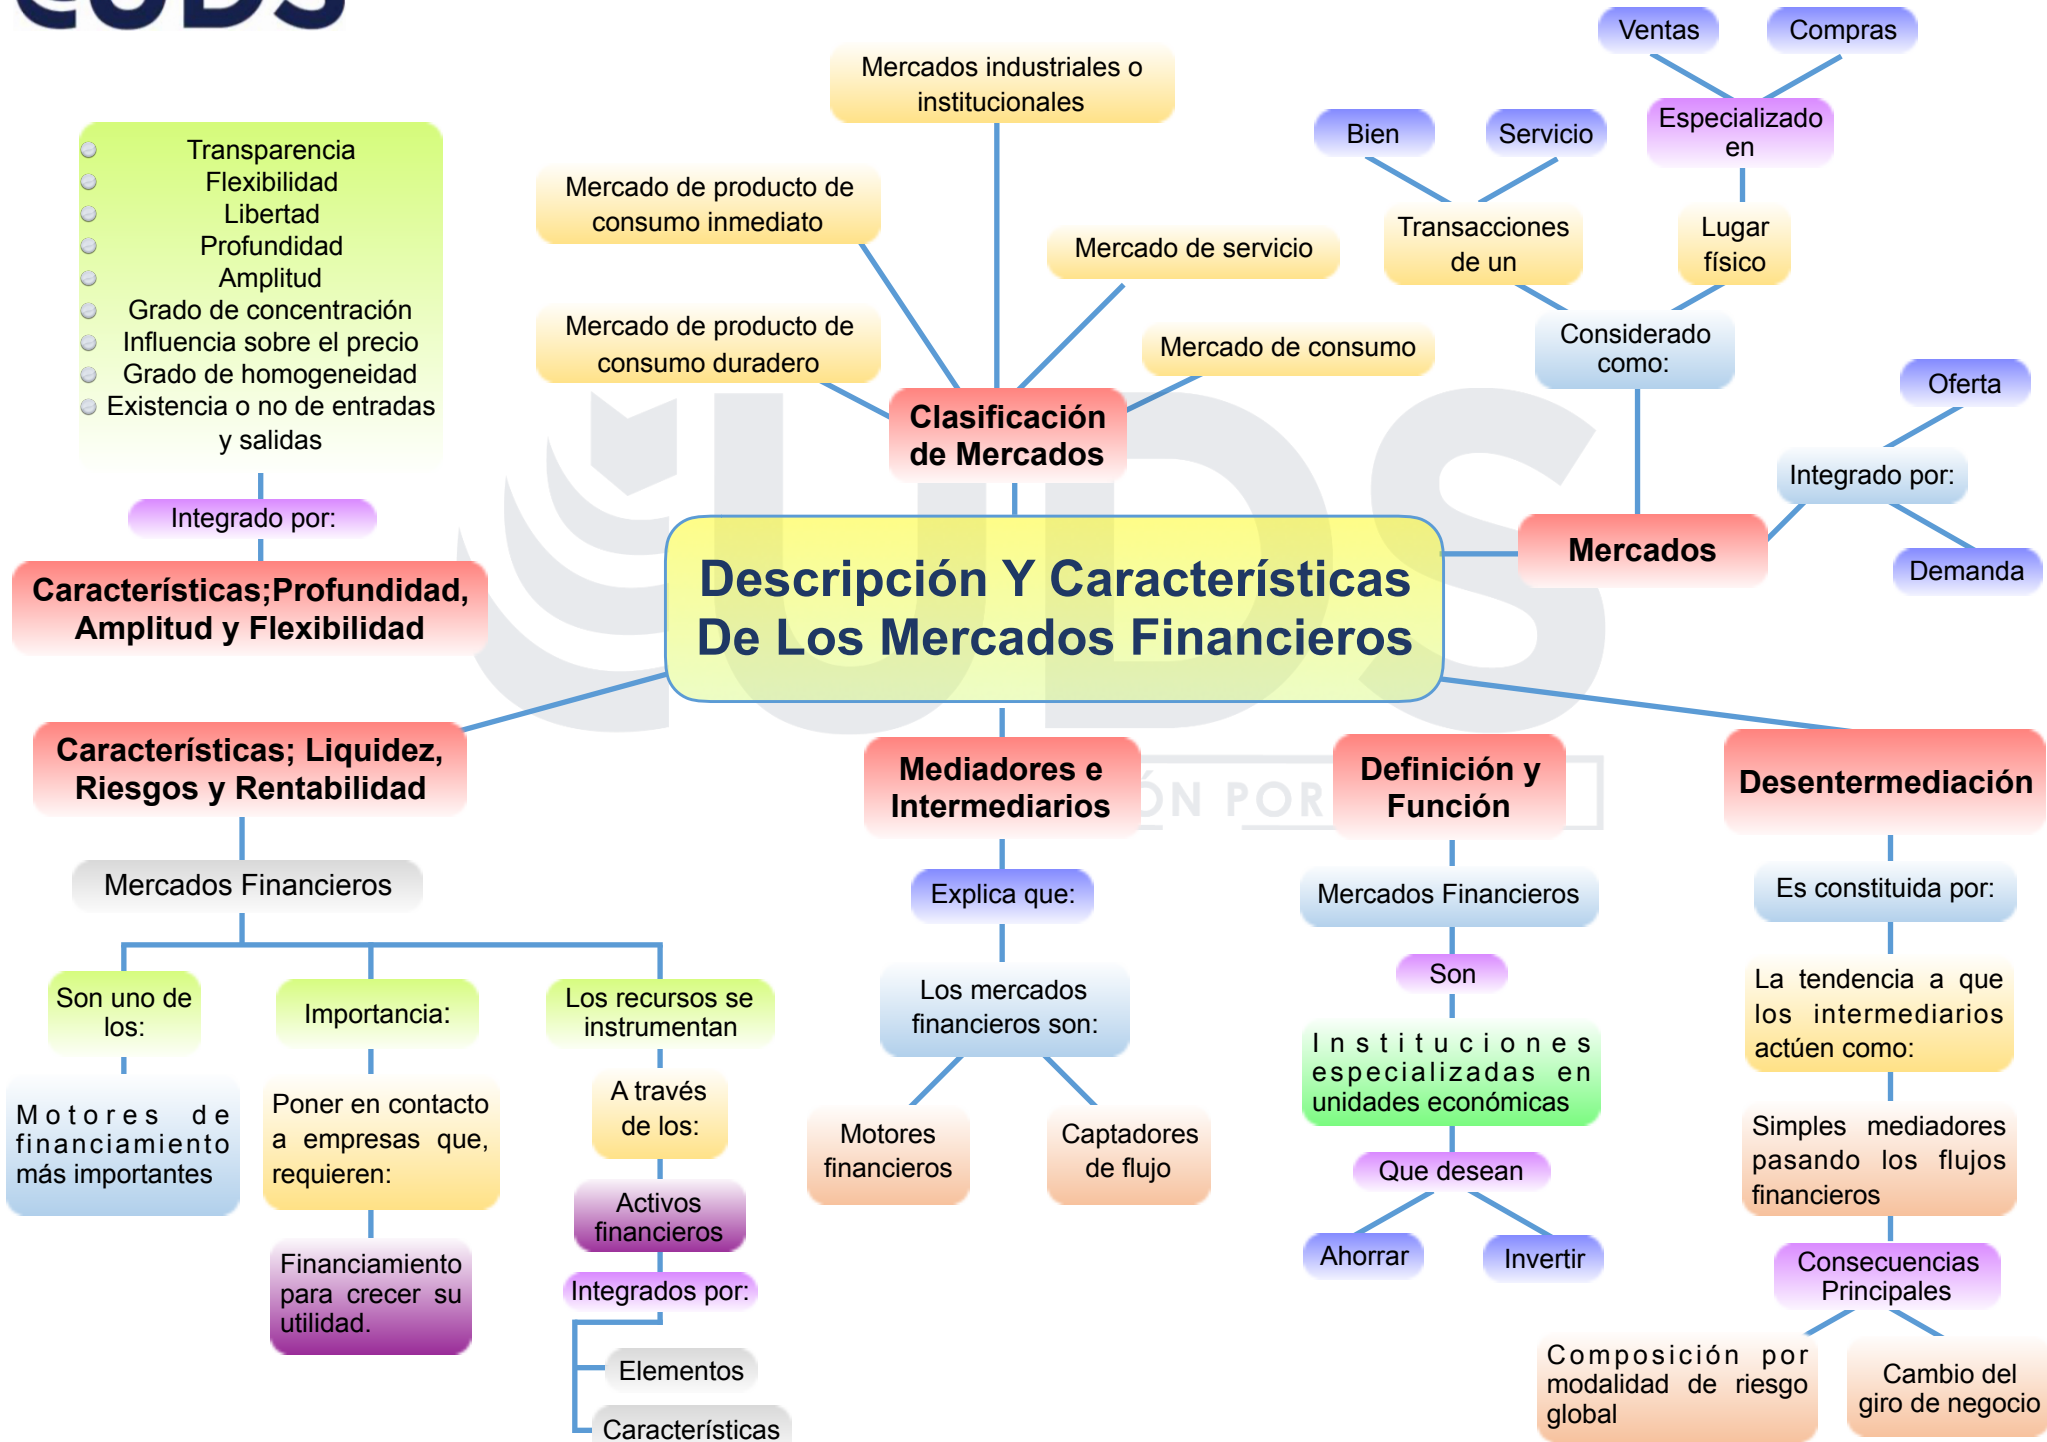 Ventas
Compras
Mercados industriales o
institucionales
Bien
Servicio
Especializado
en
Transparencia
Flexibilidad
Libertad
Profundidad
Amplitud
Grado de concentración
Influencia sobre el precio
Grado de homogeneidad
Existencia o no de entradas
y salidas
Mercado de producto de
consumo inmediato
Mercado de servicio
Transacciones
de un
Lugar
físico
Mercado de producto de
consumo duradero
Mercado de consumo
Considerado
como:
Clasificación
de Mercados
Oferta
Integrado por:
Demanda
Mercados
Integrado por:
Características;Profundidad,
Amplitud y Flexibilidad
Descripción Y Características
De Los Mercados Financieros
UDS
ÓN POR
Características; Liquidez,
Riesgos y Rentabilidad
Mercados Financieros
Son uno de
los:
Motores de
financiamiento
más importantes
Importancia:
Poner en contacto
a empresas que,
requieren:
Financiamiento
para crecer su
utilidad.
Los recursos se
instrumentan
A través
de los:
Activos
financieros
Integrados por:
Elementos
Características
Mediadores e
Intermediarios
Explica que:
Los mercados
financieros son:
Motores
financieros
Captadores
de flujo
Definición y
Función
Mercados Financieros
Son
Instituciones
especializadas en
unidades económicas
Que desean
Ahorrar
Invertir
Desentermediación
Es constituida por:
La tendencia a que
los intermediarios
actúen como:
Simples mediadores
pasando los flujos
financieros
Consecuencias
Principales
Composición por
modalidad de riesgo
global
Cambio del
giro de negocio